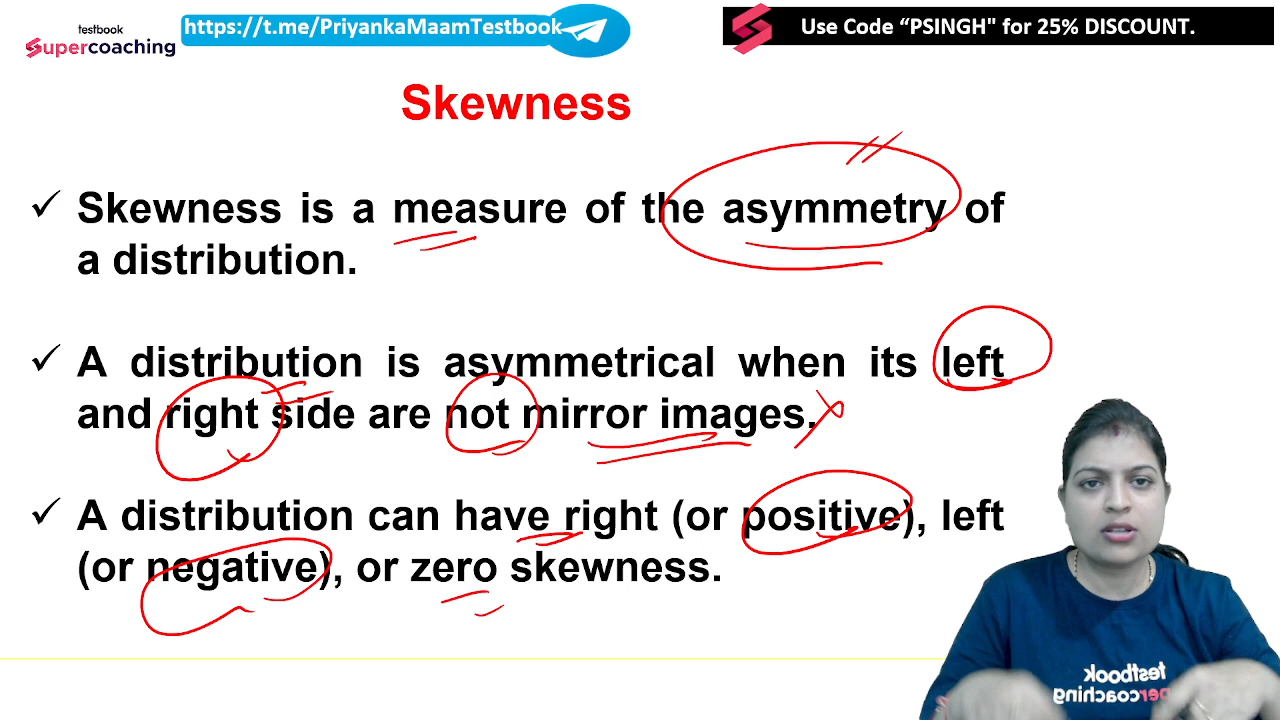 testbook
Supercoaching
https://t.me/PriyankaMaamTestbook
Use Code “PSINGH" for 25% DISCOUNT.
Skewness
✓ Skewness is a measure of the asymmetry of
a distribution.
✓ A distribution is asymmetrical when its left
and right side are not mirror images.
✓ A distribution can have right (or positive), left
(or negative), or zero skewness.
testbook
percoaching